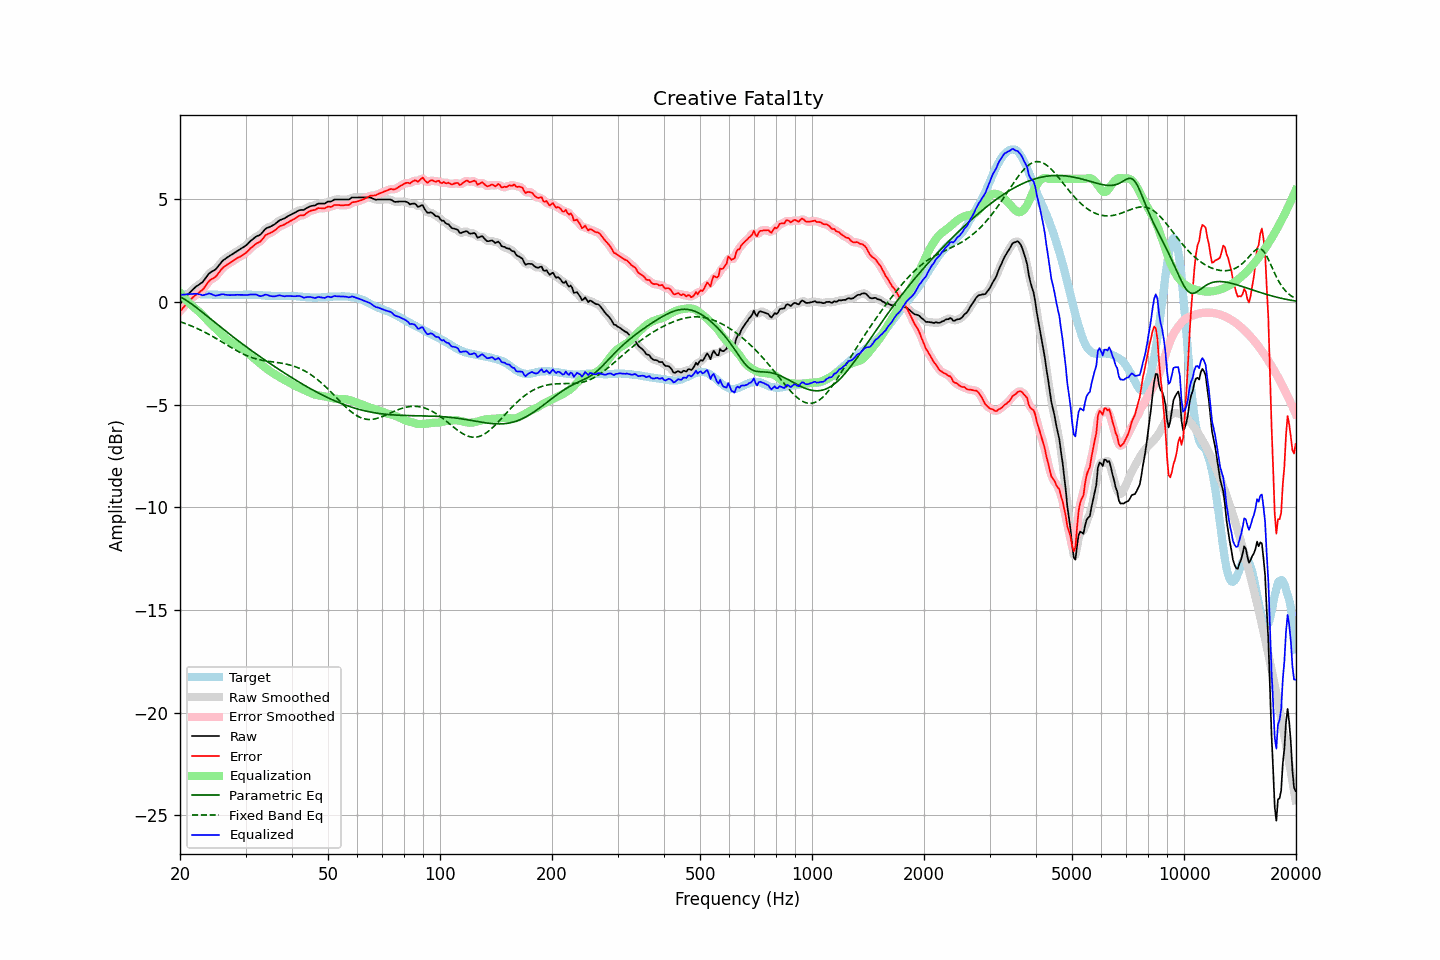 Creative Fatal1ty
Amplitude (dBr)
5
0
−5
−10
−15
−20
−25
Target
Raw Smoothed
Error Smoothed
Raw
Error
Equalization
Parametric Eq
Fixed Band Eq
Equalized
20 50 100 200 500 1000 2000 5000 10000 20000
Frequency (Hz)